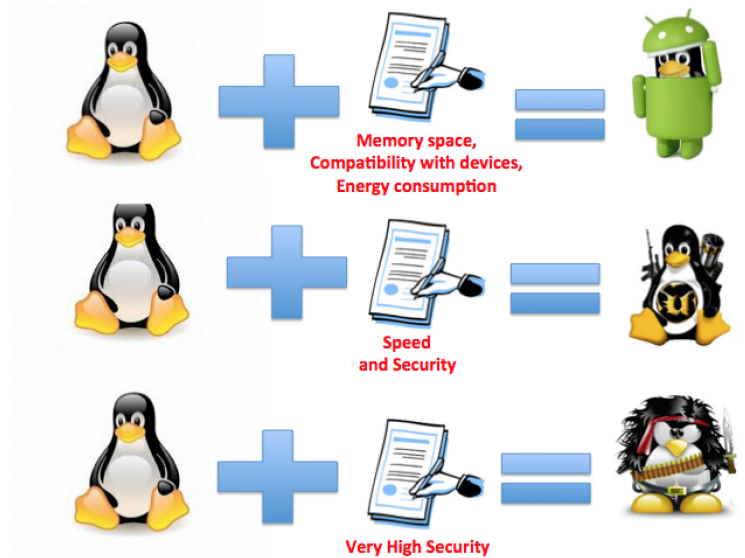 Memory space,
Compatibility with devices,
Energy consumption
Speed
and Security
Very High Security